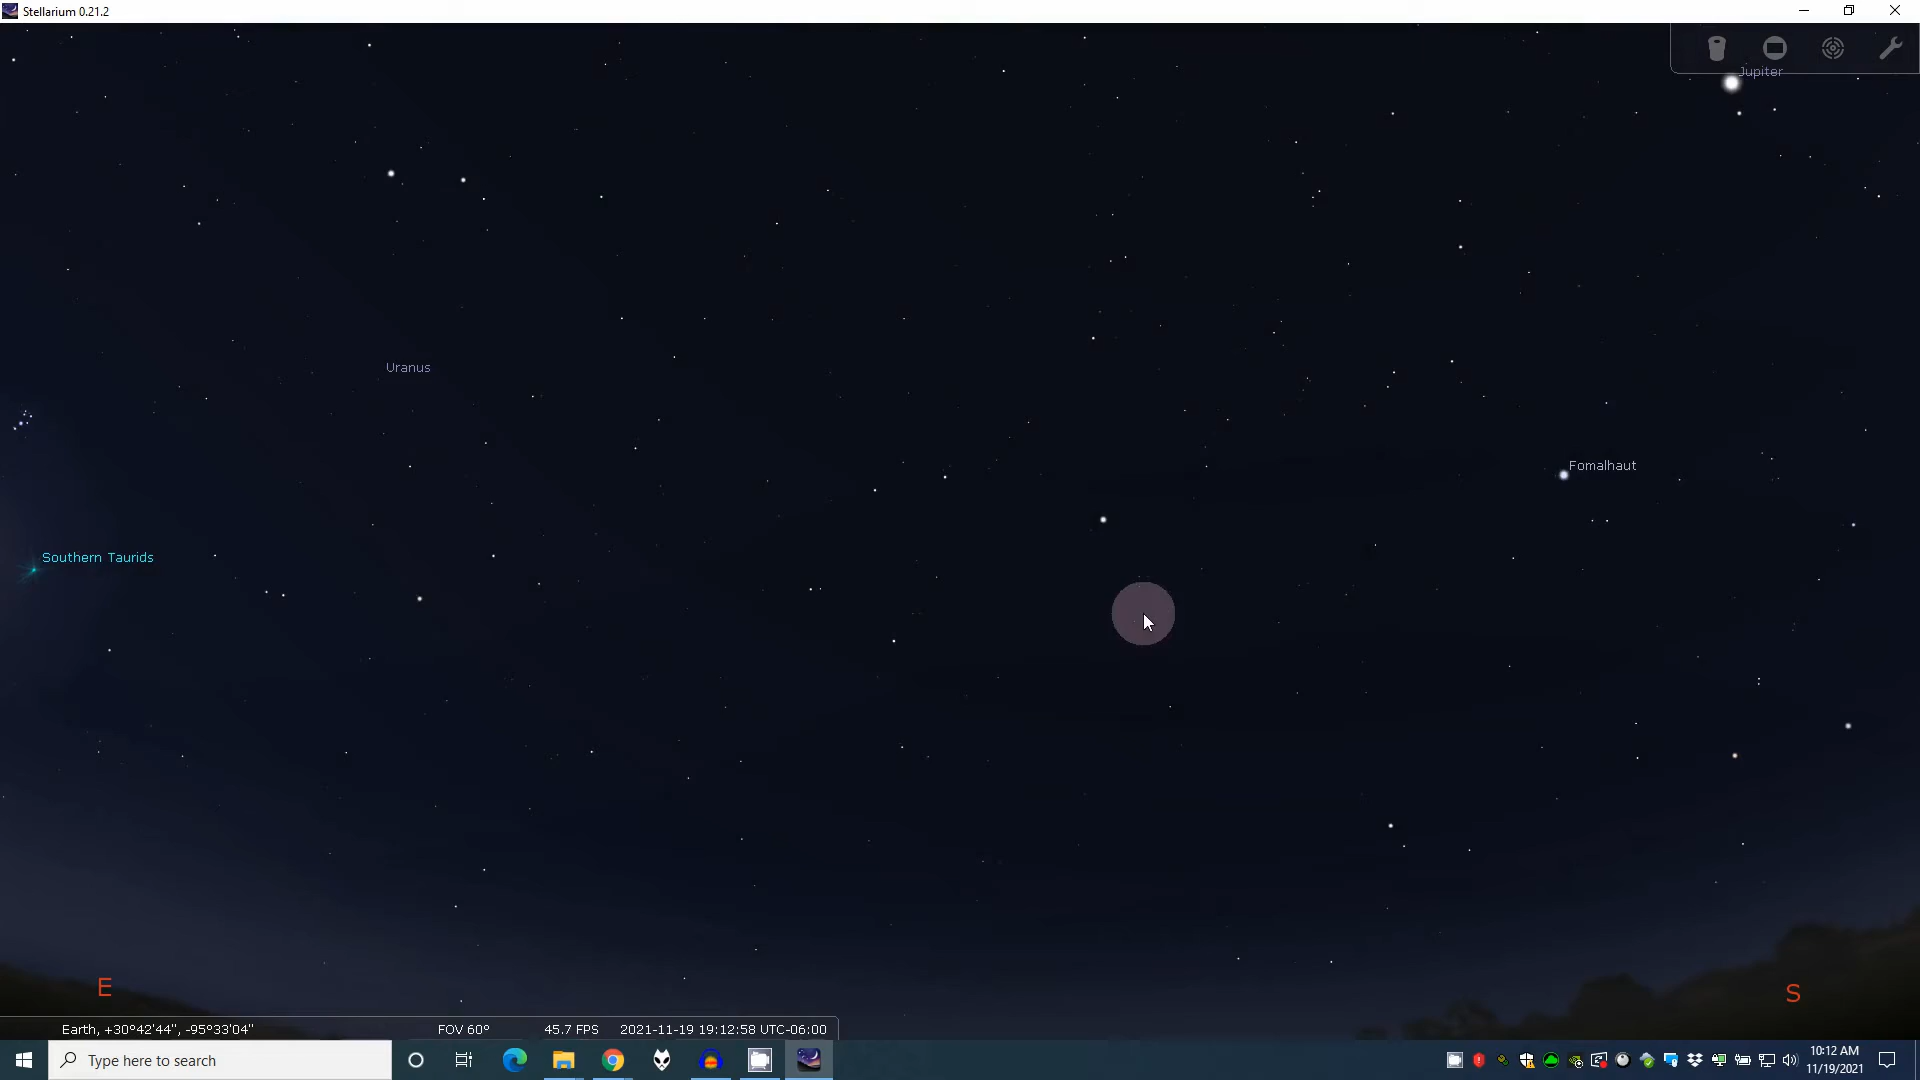 Stellarium 0.21.2
Jupiter
Uranus
Fomalhaut
Southern Taurids
E
S
Earth, +30°42'44", -95°33'04" FOV 60° 45.7 FPS 2021-11-19 19:12:58 UTC-06:00
Type here to search
10:12 AM
11/19/2021